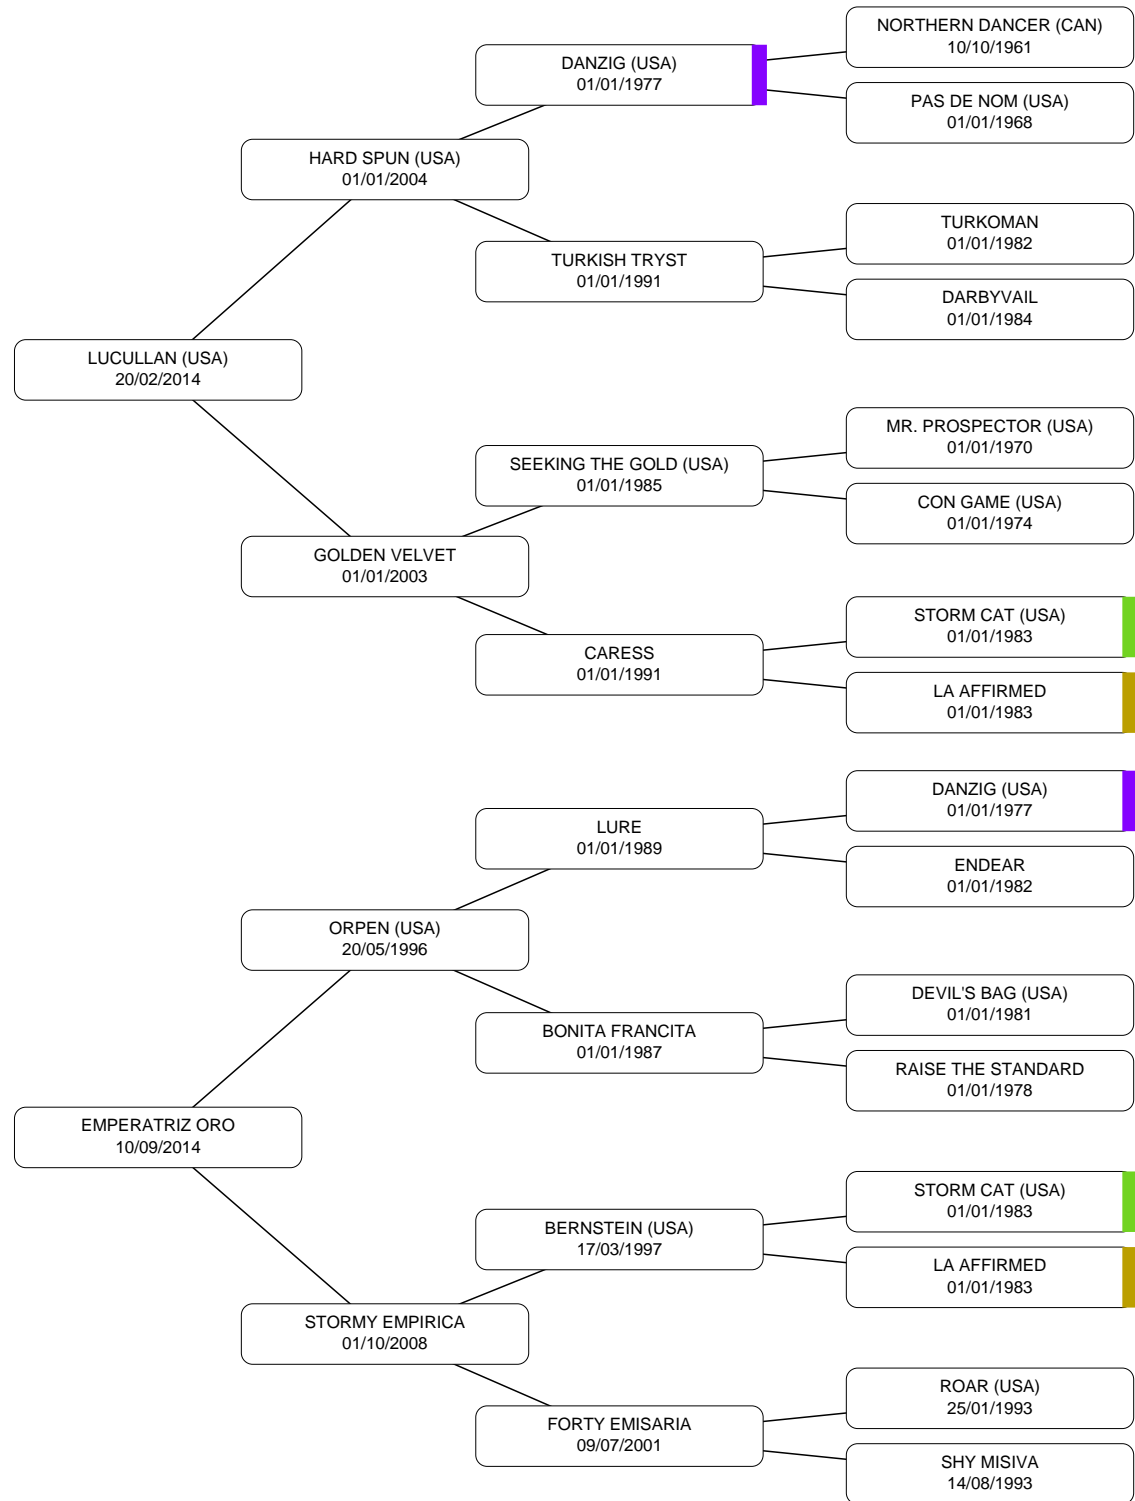 NORTHERN DANCER (CAN)
10/10/1961
DANZIG (USA)
01/01/1977
PAS DE NOM (USA)
01/01/1968
HARD SPUN (USA)
01/01/2004
TURKOMAN
01/01/1982
TURKISH TRYST
01/01/1991
DARBYVAIL
01/01/1984
LUCULLAN (USA)
20/02/2014
MR. PROSPECTOR (USA)
01/01/1970
SEEKING THE GOLD (USA)
01/01/1985
CON GAME (USA)
01/01/1974
GOLDEN VELVET
01/01/2003
STORM CAT (USA)
01/01/1983
CARESS
01/01/1991
LA AFFIRMED
01/01/1983
DANZIG (USA)
01/01/1977
LURE
01/01/1989
ENDEAR
01/01/1982
ORPEN (USA)
20/05/1996
DEVIL'S BAG (USA)
01/01/1981
BONITA FRANCITA
01/01/1987
RAISE THE STANDARD
01/01/1978
EMPERATRIZ ORO
10/09/2014
STORM CAT (USA)
01/01/1983
BERNSTEIN (USA)
17/03/1997
LA AFFIRMED
01/01/1983
STORMY EMPIRICA
01/10/2008
ROAR (USA)
25/01/1993
FORTY EMISARIA
09/07/2001
SHY MISIVA
14/08/1993